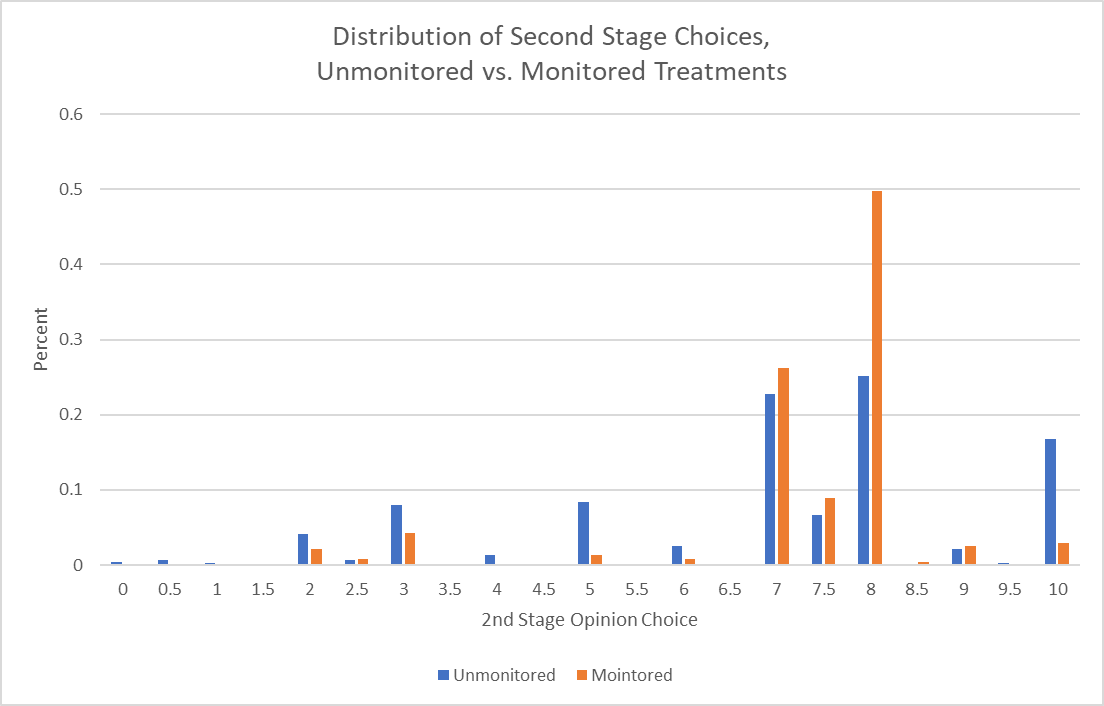 Distribution of Second Stage Choices,
Unmonitored vs. Monitored Treatments
0.6
0.5
0.4
0.3
0.2
0.1
0
Percent
0 0.5 1 1.5 2 2.5 3 3.5 4 4.5 5 5.5 6 6.5 7 7.5 8 8.5 9 9.5 10
2nd Stage Opinion Choice
Unmonitored Mointored